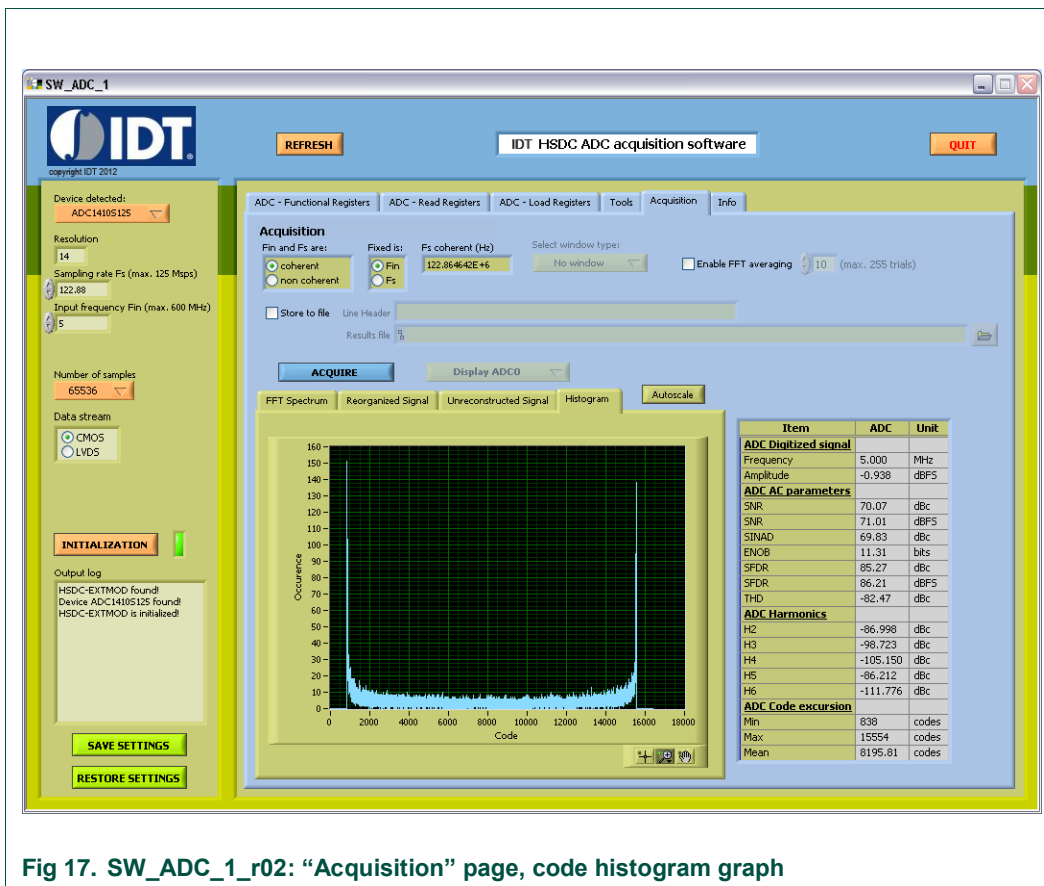 SW_ADC_1
IDT.
copyright IDT 2012
REFRESH
IDT HSDC ADC acquisition software
QUIT
Device detected:
ADC1410S125
Resolution
14
Sampling rate Fs (max. 125 Msps)
122.88
Input frequency Fin (max. 600 MHz)
5
Number of samples
65536
Data stream
CMOS
LVDS
INITIALIZATION
Output log
HSDC-EXTMOD found!
Device ADC1410S125 found!
HSDC-EXTMOD is initialized!
SAVE SETTINGS
RESTORE SETTINGS
ADC - Functional Registers ADC - Read Registers ADC - Load Registers Tools Acquisition Info
Acquisition
Fin and Fs are: Fixed is: Fs coherent (Hz) Select window type:
coherent Fin 122.864642E+6 No window Enable FFT averaging 10 (max. 255 trials)
non coherent Fs
Store to file Line Header
Results file
ACQUIRE Display ADC0
FFT Spectrum Reorganized Signal Unreconstructed Signal Histogram Autoscale
160
150
140
130
120
110
100
90
80
70
60
50
40
30
20
10
0
Occurence
0 2000 4000 6000 8000 10000 12000 14000 16000 18000
Code
Item ADC Unit
ADC Digitized signal
Frequency 5.000 MHz
Amplitude -0.938 dBFS
ADC AC parameters
SNR 70.07 dBc
SNR 71.01 dBFS
SINAD 69.83 dBc
ENOB 11.31 bits
SFDR 85.27 dBc
SFDR 86.21 dBFS
THD -82.47 dBc
ADC Harmonics
H2 -86.998 dBc
H3 -98.723 dBc
H4 -105.150 dBc
H5 -86.212 dBc
H6 -111.776 dBc
ADC Code excursion
Min 838 codes
Max 15554 codes
Mean 8195.81 codes
Fig 17. SW_ADC_1_r02: “Acquisition” page, code histogram graph